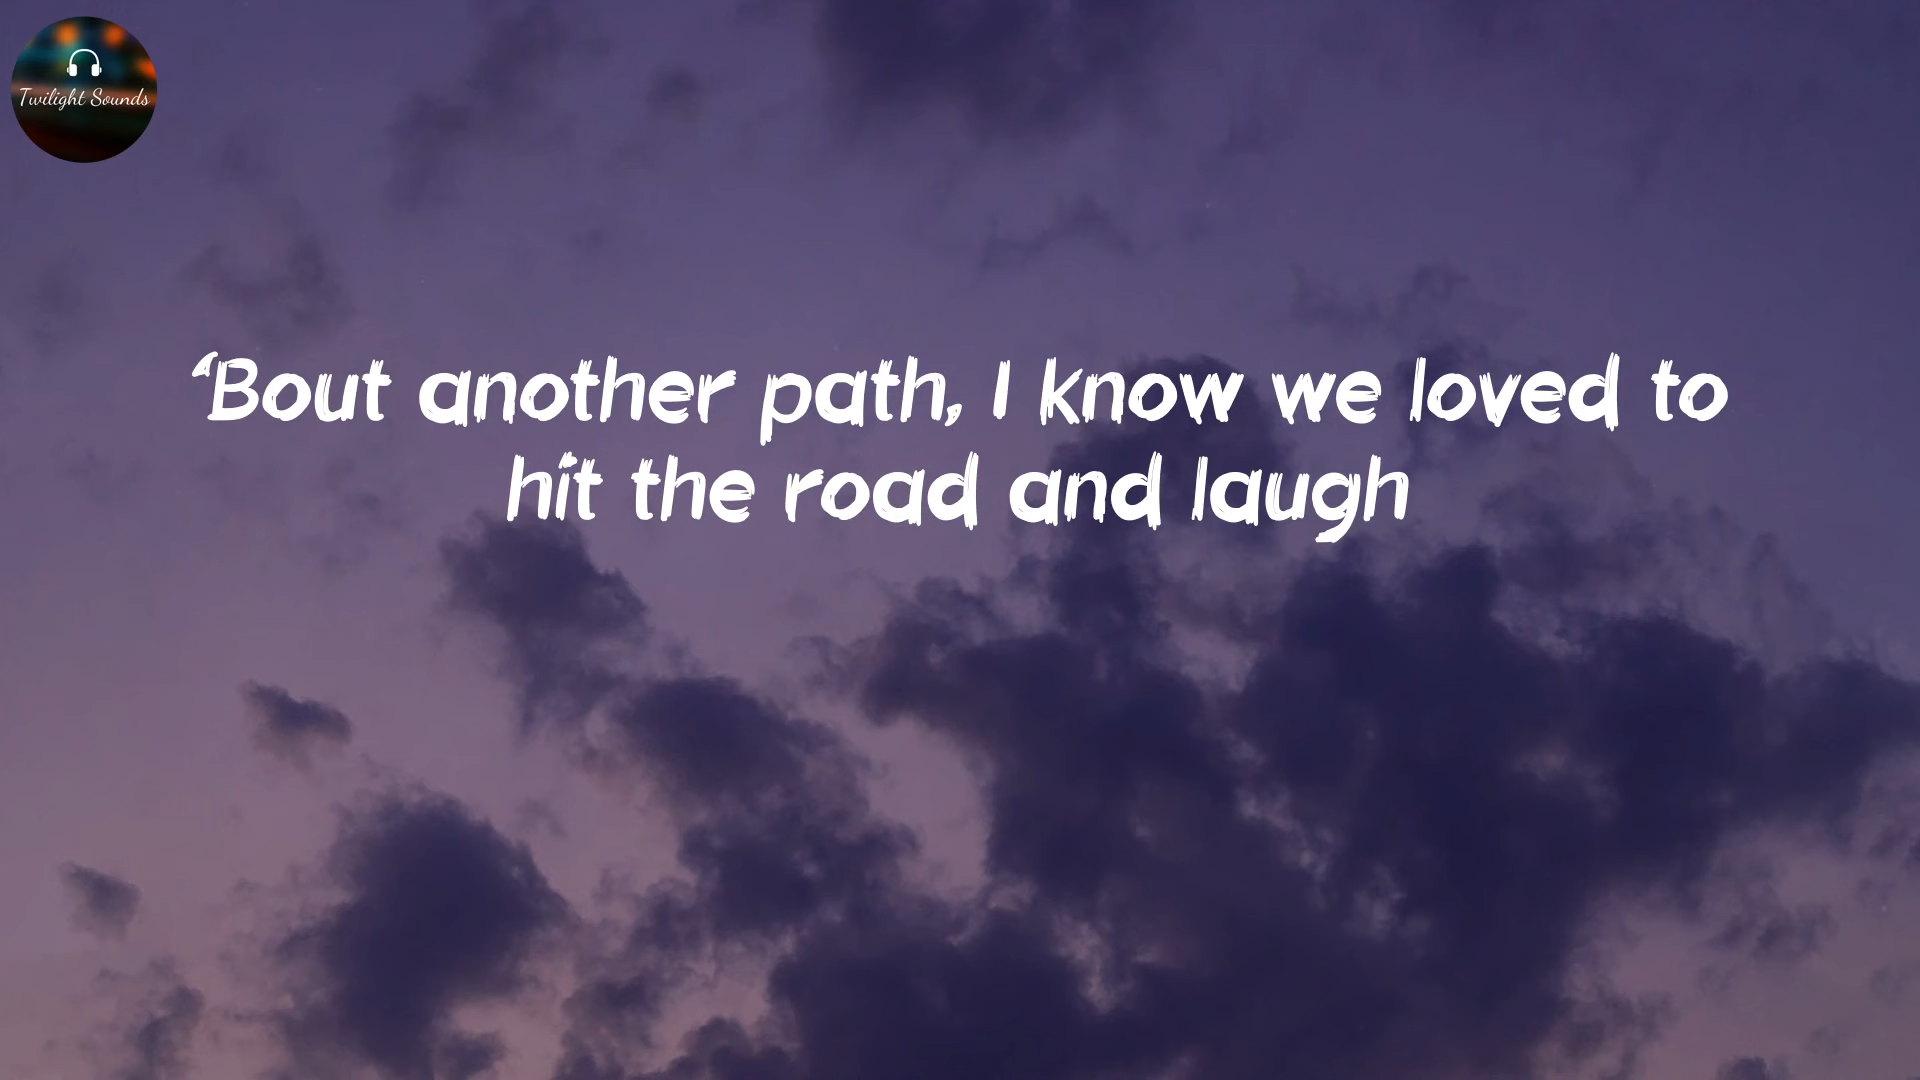 Twilight Sounds
‘Bout another path, I know we loved to
hit the road and laugh